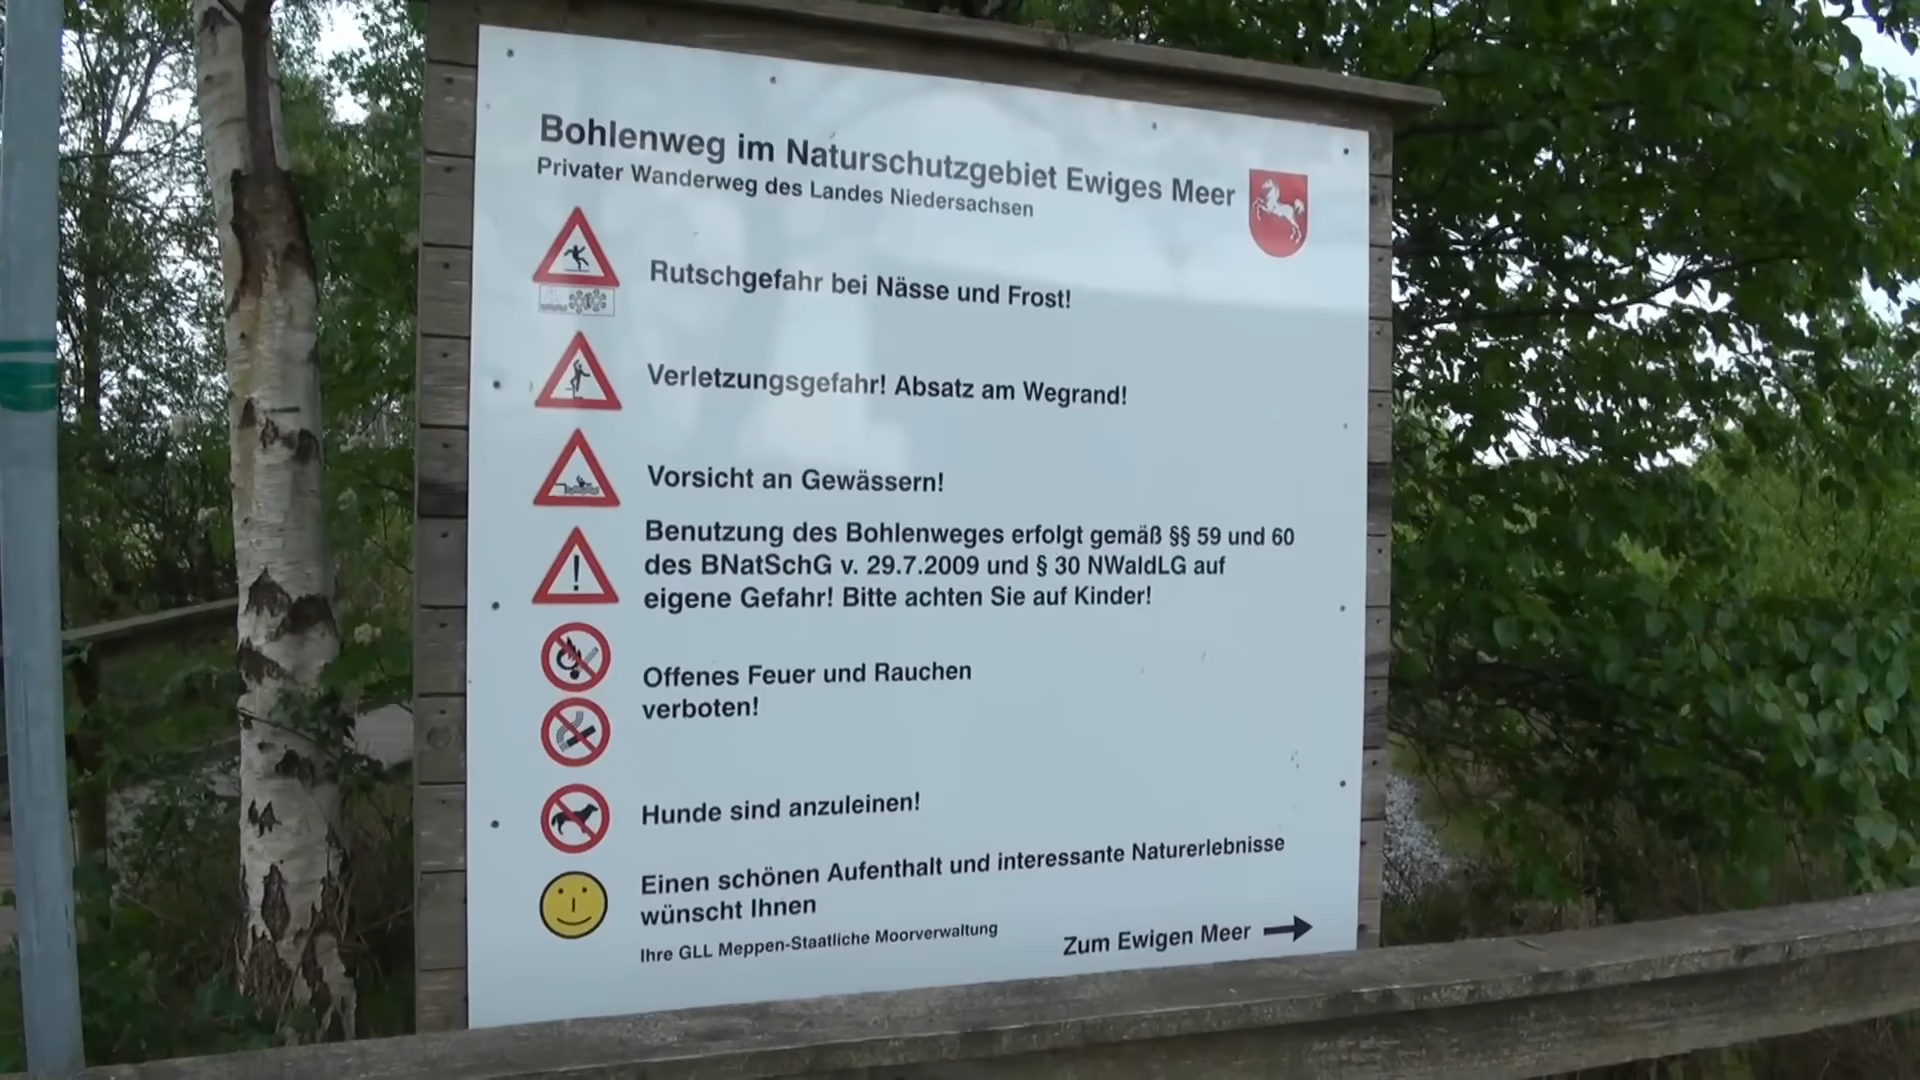 Bohlenweg im Naturschutzgebiet Ewiges Meer
Privater Wanderweg des Landes Niedersachsen
Rutschgefahr bei Nässe und Frost!
Verletzungsgefahr! Absatz am Wegrand!
Vorsicht an Gewässern!
Benutzung des Bohlenweges erfolgt gemäß §§ 59 und 60
des BNatSchG v. 29.7.2009 und § 30 NWaldLG auf
eigene Gefahr! Bitte achten Sie auf Kinder!
Offenes Feuer und Rauchen
verboten!
Hunde sind anzuleinen!
Einen schönen Aufenthalt und interessante Naturerlebnisse
wünscht Ihnen
Ihre GLL Meppen-Staatliche Moorverwaltung
Zum Ewigen Meer